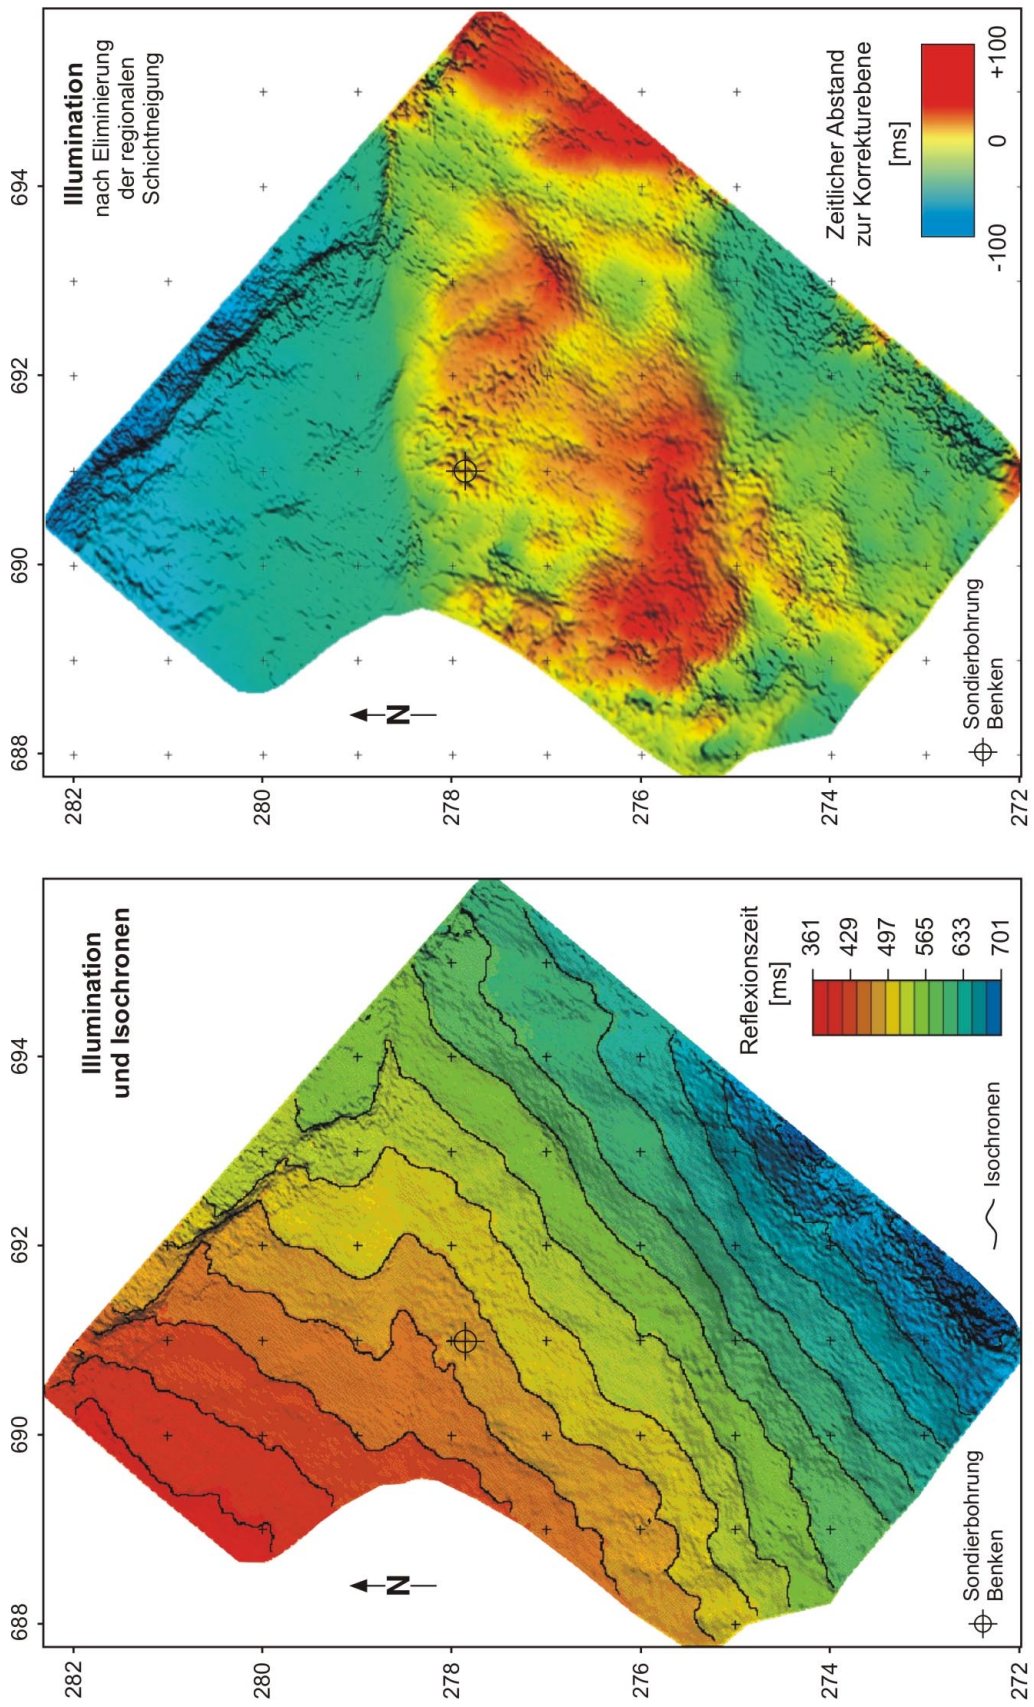 688 690 692 694
Illumination
und Isochronen
282
280
278
276
274
272
N
Reflexionszeit
[ms]
361
429
497
565
633
701
Isochronen
Sondierbohrung
Benken
688 690 692 694
Illumination
nach Eliminierung
der regionalen
Schichtneigung
282
280
278
276
274
272
N
Zeitlicher Abstand
zur Korrekturebene
[ms]
-100 0 +100
Sondierbohrung
Benken